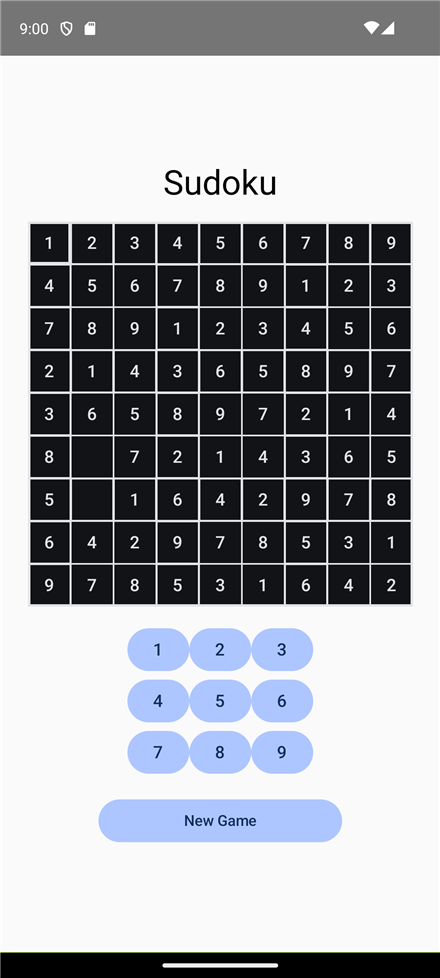 9:00
Sudoku
1 2 3 4 5 6 7 8 9
4 5 6 7 8 9 1 2 3
7 8 9 1 2 3 4 5 6
2 1 4 3 6 5 8 9 7
3 6 5 8 9 7 2 1 4
8 7 2 1 4 3 6 5
5 1 6 4 2 9 7 8
6 4 2 9 7 8 5 3 1
9 7 8 5 3 1 6 4 2
1 2 3
4 5 6
7 8 9
New Game